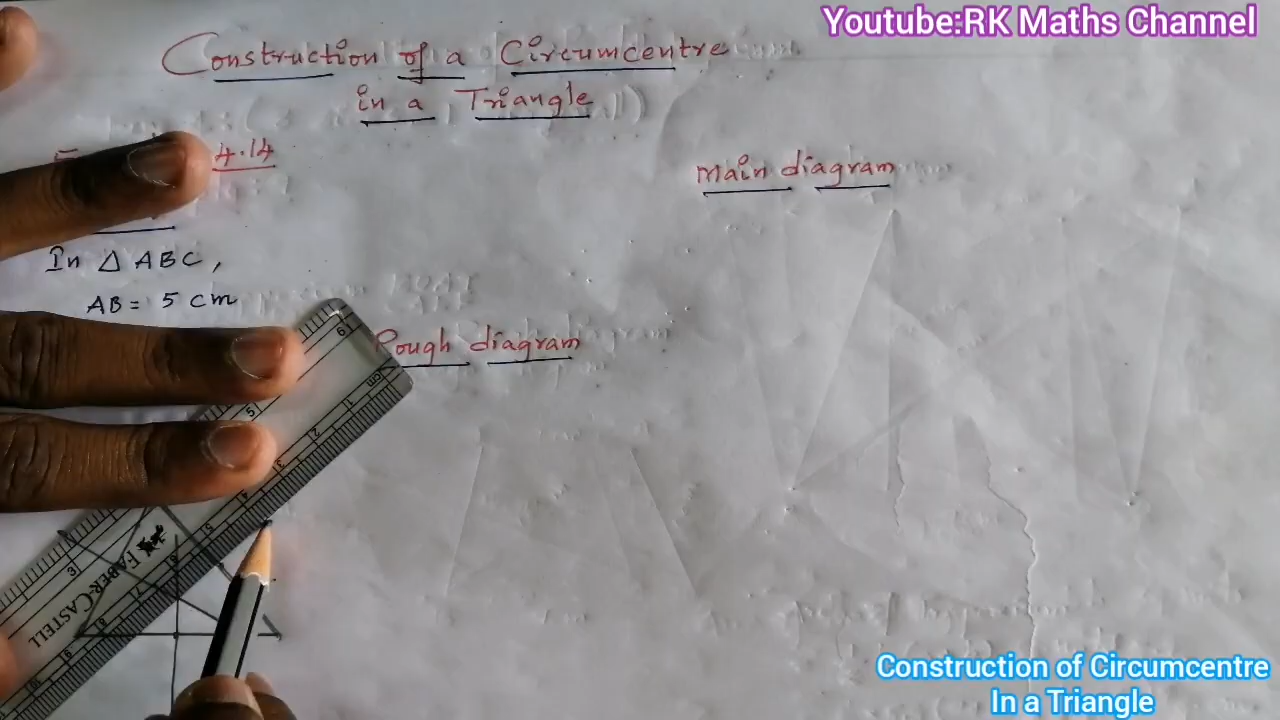 Youtube:RK Maths Channel
Construction of a Circumcentre
in a Triangle
4.14
Main diagram
In △ ABC,
AB = 5 cm
Rough diagram
FABER-CASTELL
Construction of Circumcentre
In a Triangle